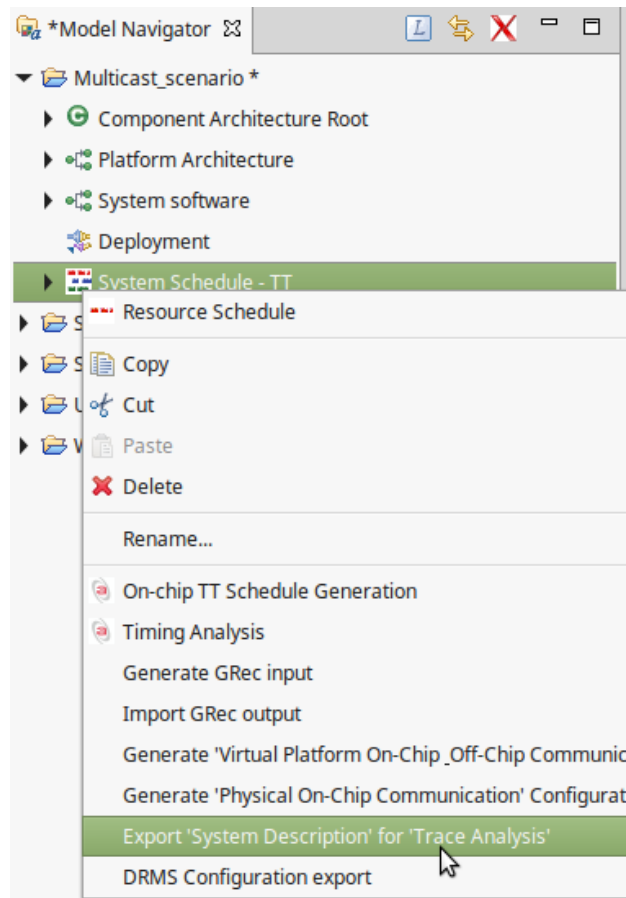 *Model Navigator
Multicast_scenario *
Component Architecture Root
Platform Architecture
System software
Deployment
System Schedule - TT
Resource Schedule
Copy
Cut
Paste
Delete
Rename...
On-chip TT Schedule Generation
Timing Analysis
Generate GRec input
Import GRec output
Generate 'Virtual Platform On-Chip _Off-Chip Communic
Generate 'Physical On-Chip Communication' Configurat
Export 'System Description' for 'Trace Analysis'
DRMS Configuration export